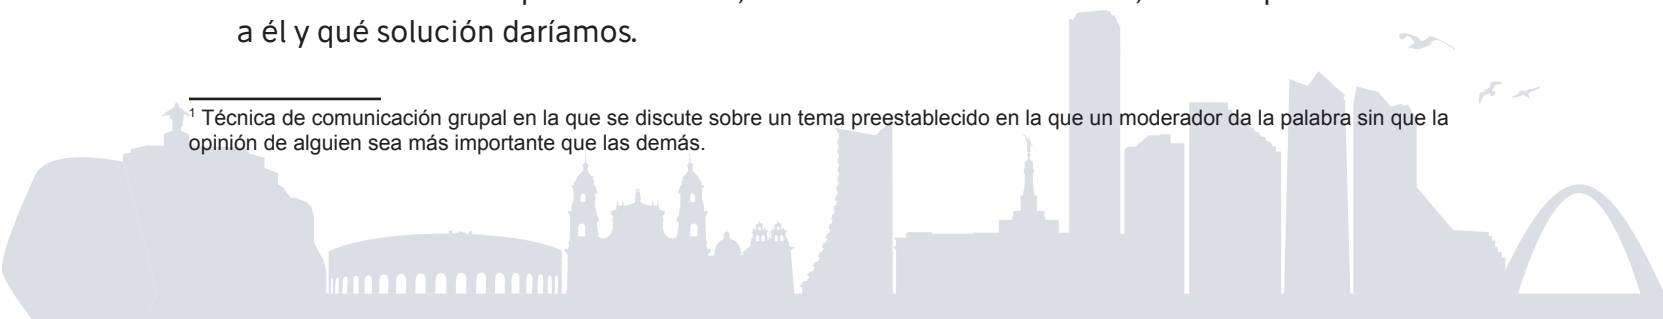 a él y qué solución daríamos.
1 Técnica de comunicación grupal en la que se discute sobre un tema preestablecido en la que un moderador da la palabra sin que la
opinión de alguien sea más importante que las demás.